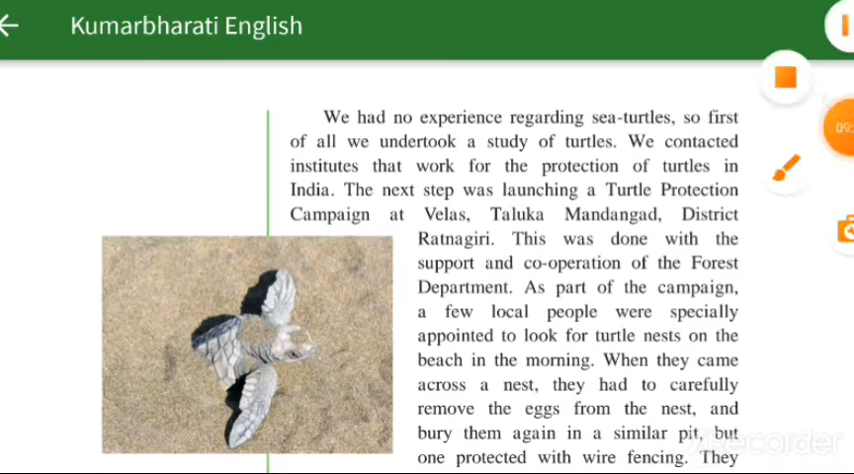 Kumarbharati English
We had no experience regarding sea-turtles, so first
of all we undertook a study of turtles. We contacted
institutes that work for the protection of turtles in
India. The next step was launching a Turtle Protection
Campaign at Velas, Taluka Mandangad, District
Ratnagiri. This was done with the
support and co-operation of the Forest
Department. As part of the campaign,
a few local people were specially
appointed to look for turtle nests on the
beach in the morning. When they came
across a nest, they had to carefully
remove the eggs from the nest, and
bury them again in a similar pit, but
one protected with wire fencing. They
09: